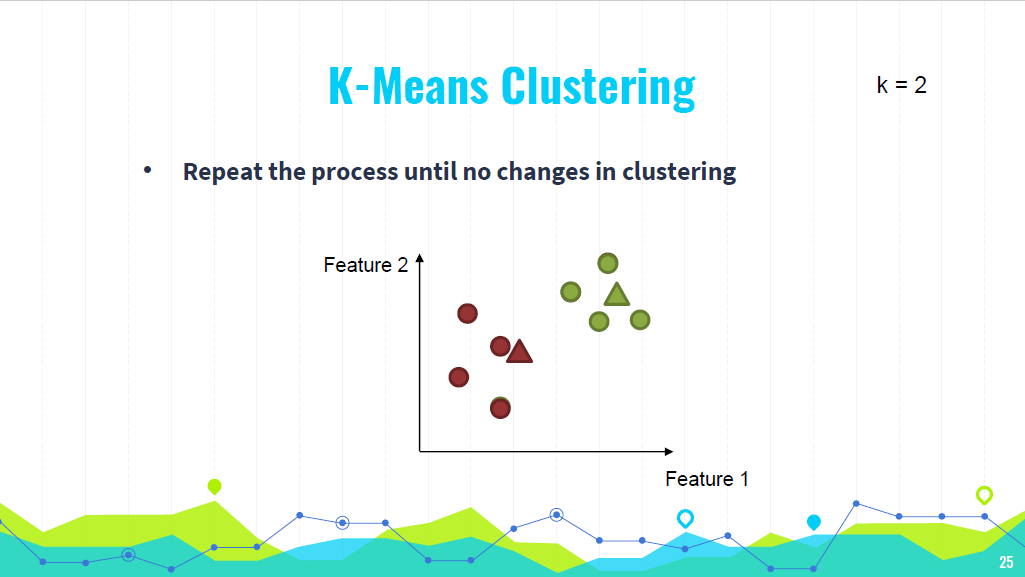 K-Means Clustering
k = 2
• Repeat the process until no changes in clustering
Feature 2
Feature 1
25